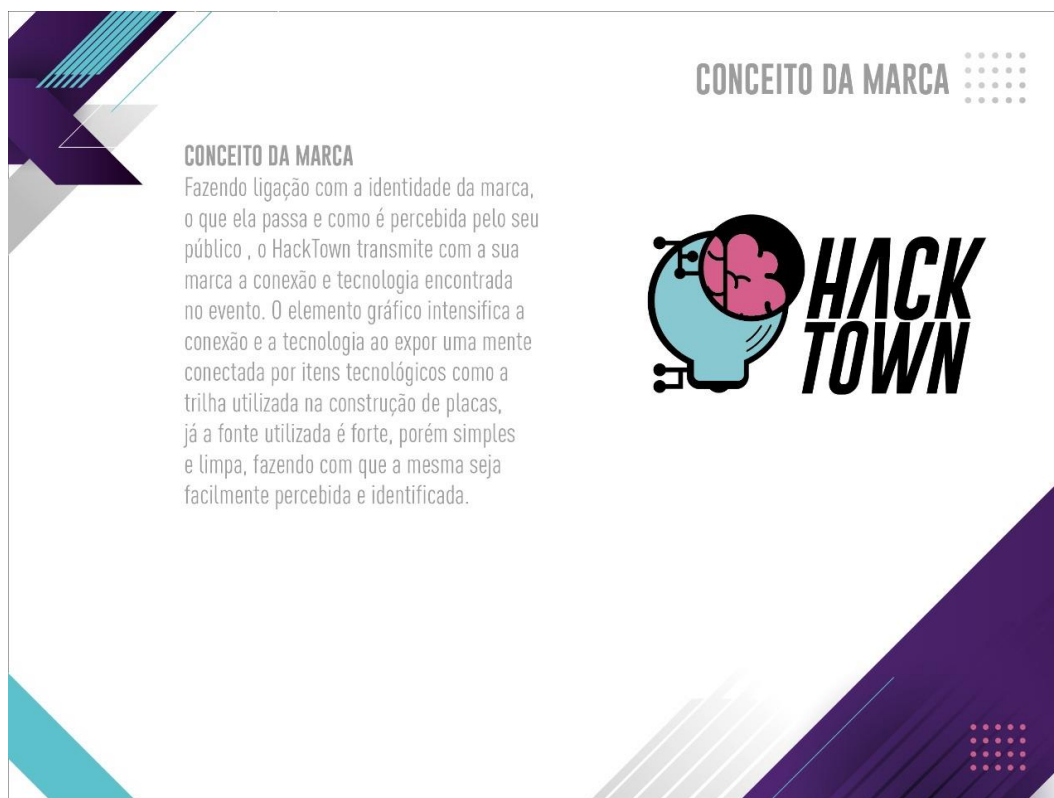 CONCEITO DA MARCA
CONCEITO DA MARCA
Fazendo ligação com a identidade da marca,
o que ela passa e como é percebida pelo seu
público , o HackTown transmite com a sua
marca a conexão e tecnologia encontrada
no evento. O elemento gráfico intensifica a
conexão e a tecnologia ao expor uma mente
conectada por itens tecnológicos como a
trilha utilizada na construção de placas,
já a fonte utilizada é forte, porém simples
e limpa, fazendo com que a mesma seja
facilmente percebida e identificada.
HACK
TOWN